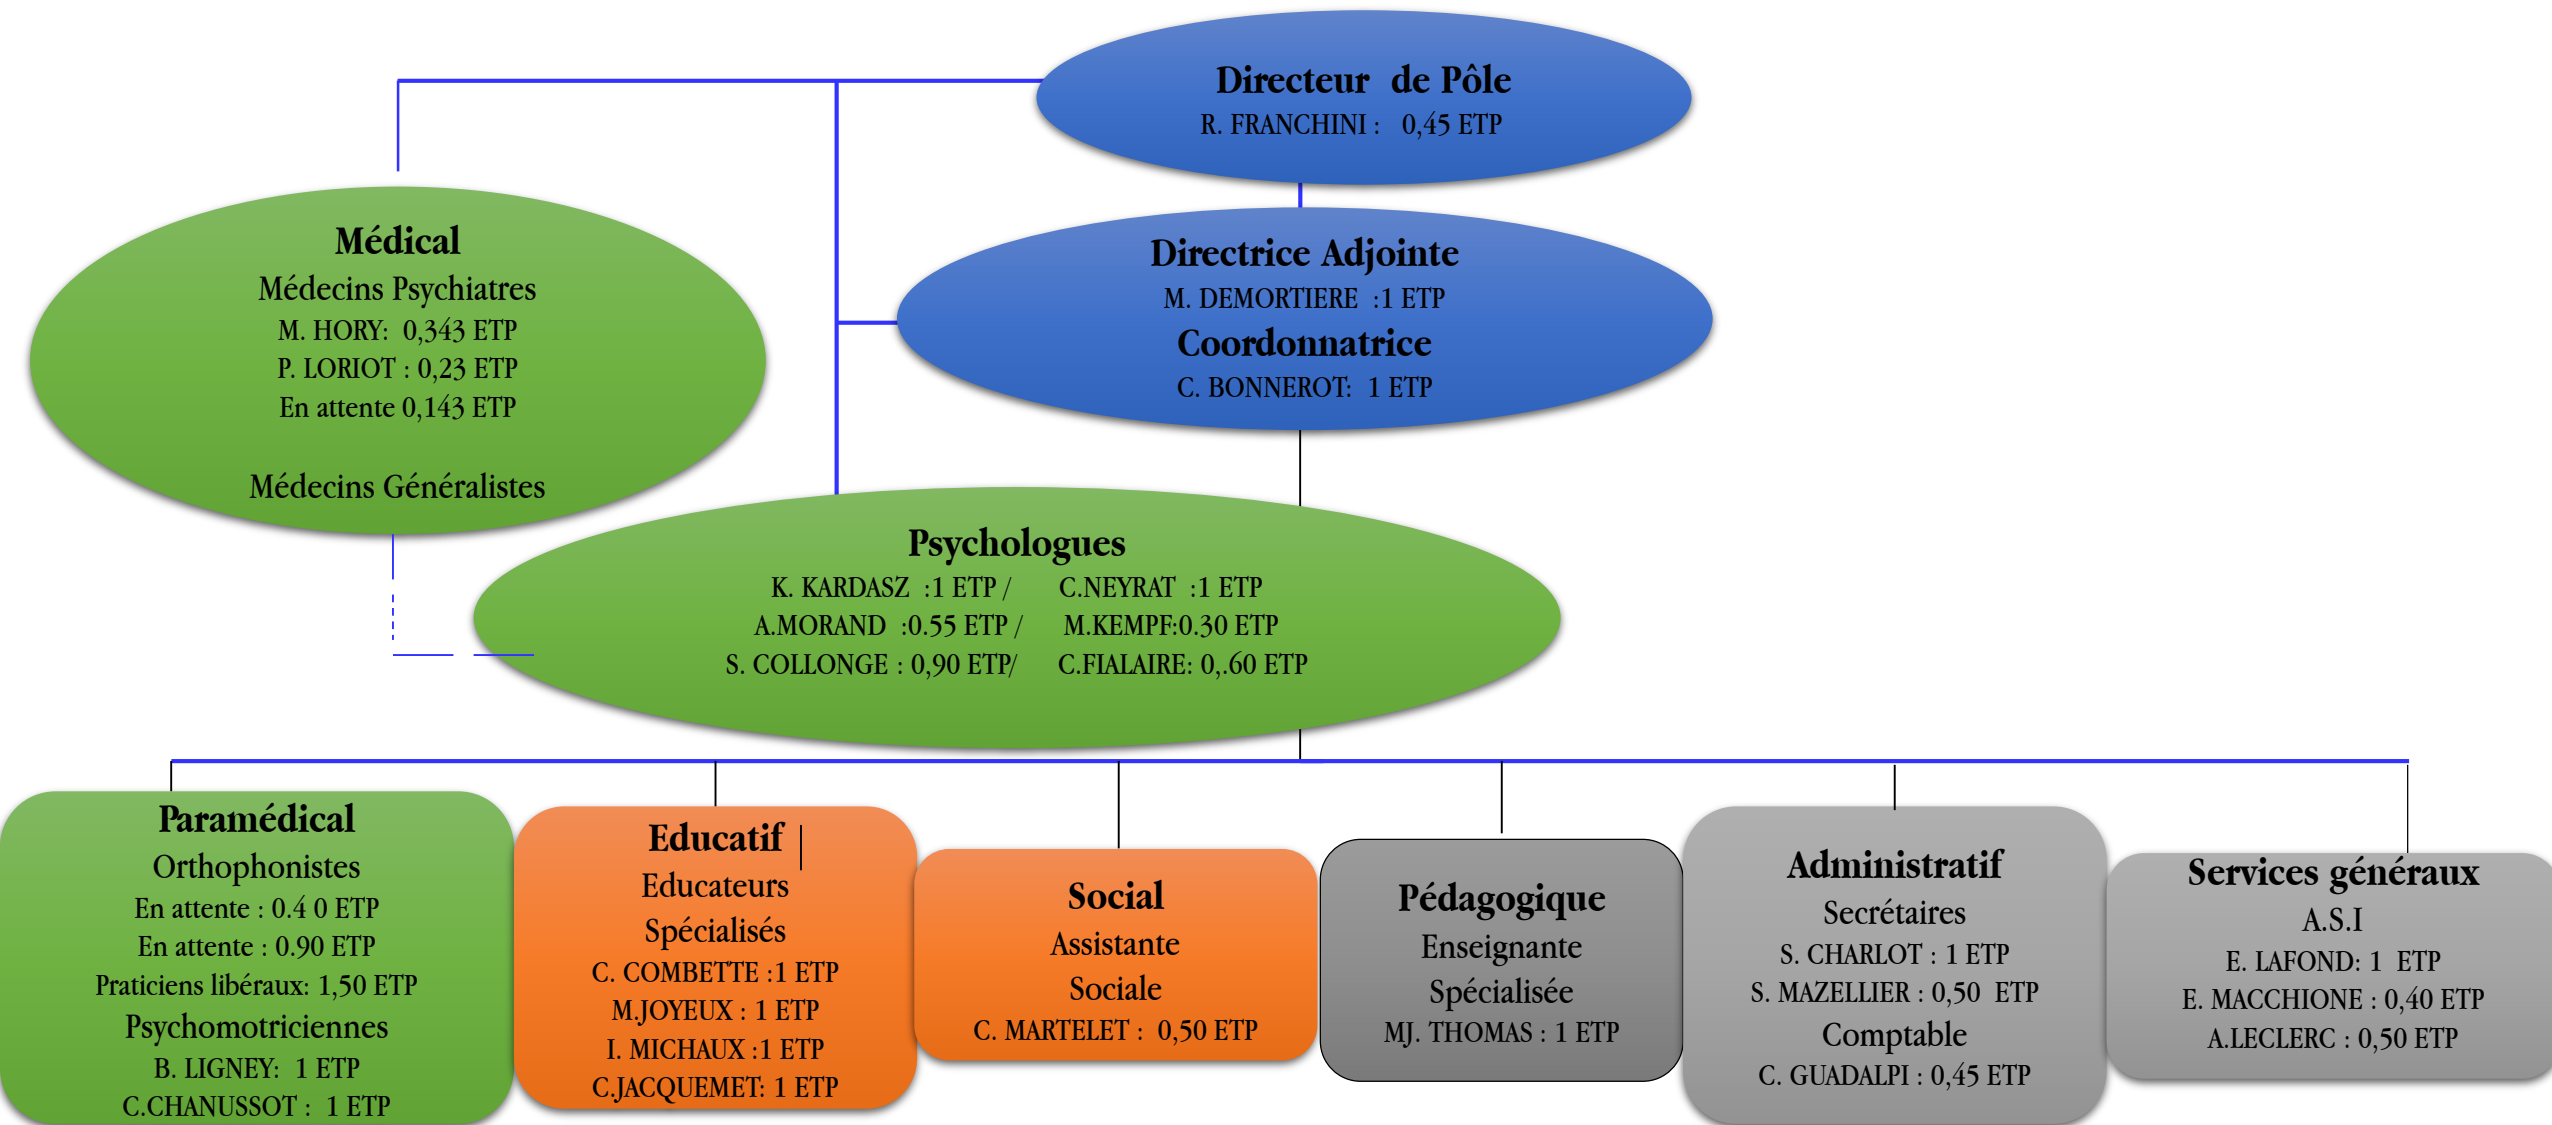 Directeur de Pôle
R. FRANCHINI : 0,45 ETP
Médical
Médecins Psychiatres
M. HORY: 0,343 ETP
P. LORIOT : 0,23 ETP
En attente 0,143 ETP
Médecins Généralistes
Directrice Adjointe
M. DEMORTIERE :1 ETP
Coordonnatrice
C. BONNEROT: 1 ETP
Psychologues
K. KARDASZ :1 ETP / C.NEYRAT :1 ETP
A.MORAND :0.55 ETP / M.KEMPF:0.30 ETP
S. COLLONGE : 0,90 ETP/ C.FIALAIRE: 0,.60 ETP
Paramédical
Orthophonistes
En attente : 0.4 0 ETP
En attente : 0.90 ETP
Praticiens libéraux: 1,50 ETP
Psychomotriciennes
B. LIGNEY: 1 ETP
C.CHANUSSOT : 1 ETP
Educatif
Educateurs
Spécialisés
C. COMBETTE :1 ETP
M.JOYEUX : 1 ETP
I. MICHAUX :1 ETP
C.JACQUEMET: 1 ETP
Social
Assistante
Sociale
C. MARTELET : 0,50 ETP
Pédagogique
Enseignante
Spécialisée
MJ. THOMAS : 1 ETP
Administratif
Secrétaires
S. CHARLOT : 1 ETP
S. MAZELLIER : 0,50 ETP
Comptable
C. GUADALPI : 0,45 ETP
Services généraux
A.S.I
E. LAFOND: 1 ETP
E. MACCHIONE : 0,40 ETP
A.LECLERC : 0,50 ETP